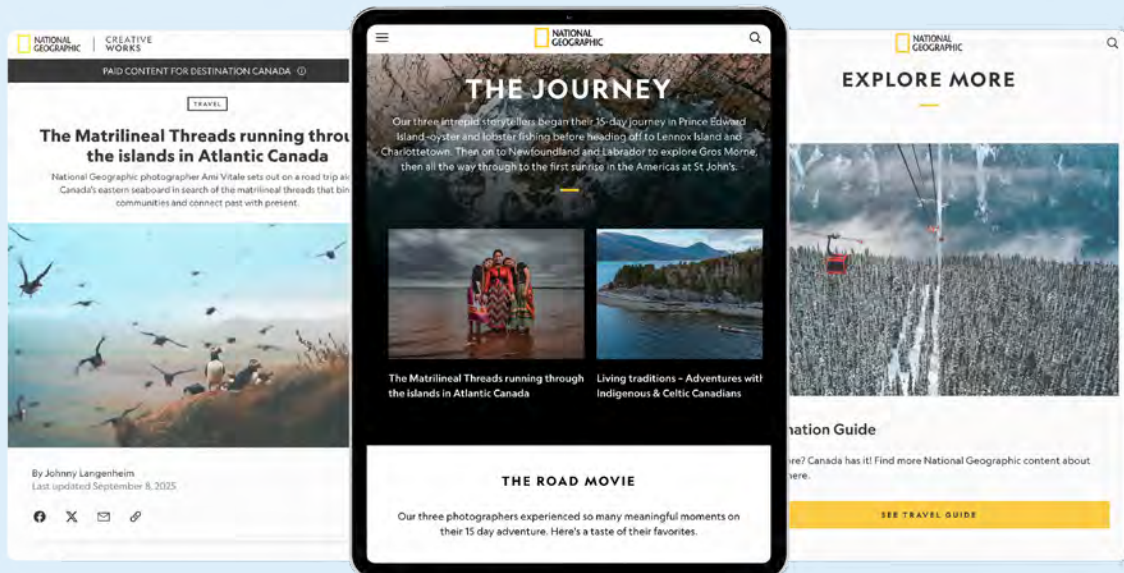 NATIONAL
GEOGRAPHIC
CREATIVE
WORKS
PAID CONTENT FOR DESTINATION CANADA
TRAVEL
The Matrilineal Threads running throu
the islands in Atlantic Canada
National Geographic photographer Ami Vitale sets out on a road trip alo
Canada's eastern seaboard in search of the matrilineal threads that bin
communities and connect past with present.
By Johnny Langenheim
Last updated September 8, 2025
NATIONAL
GEOGRAPHIC
THE JOURNEY
Our three intrepid storytellers began their 15-day journey in Prince Edward
Island-oyster and lobster fishing before heading off to Lennox Island and
Charlottetown. Then on to Newfoundland and Labrador to explore Gros Morne,
then all the way through to the first sunrise in the Americas at St John's.
The Matrilineal Threads running through
the islands in Atlantic Canada
Living traditions - Adventures with
Indigenous & Celtic Canadians
THE ROAD MOVIE
Our three photographers experienced so many meaningful moments on
their 15 day adventure. Here's a taste of their favorites.
NATIONAL
GEOGRAPHIC
EXPLORE MORE
nation Guide
re? Canada has it! Find more National Geographic content about
here.
SEE TRAVEL GUIDE